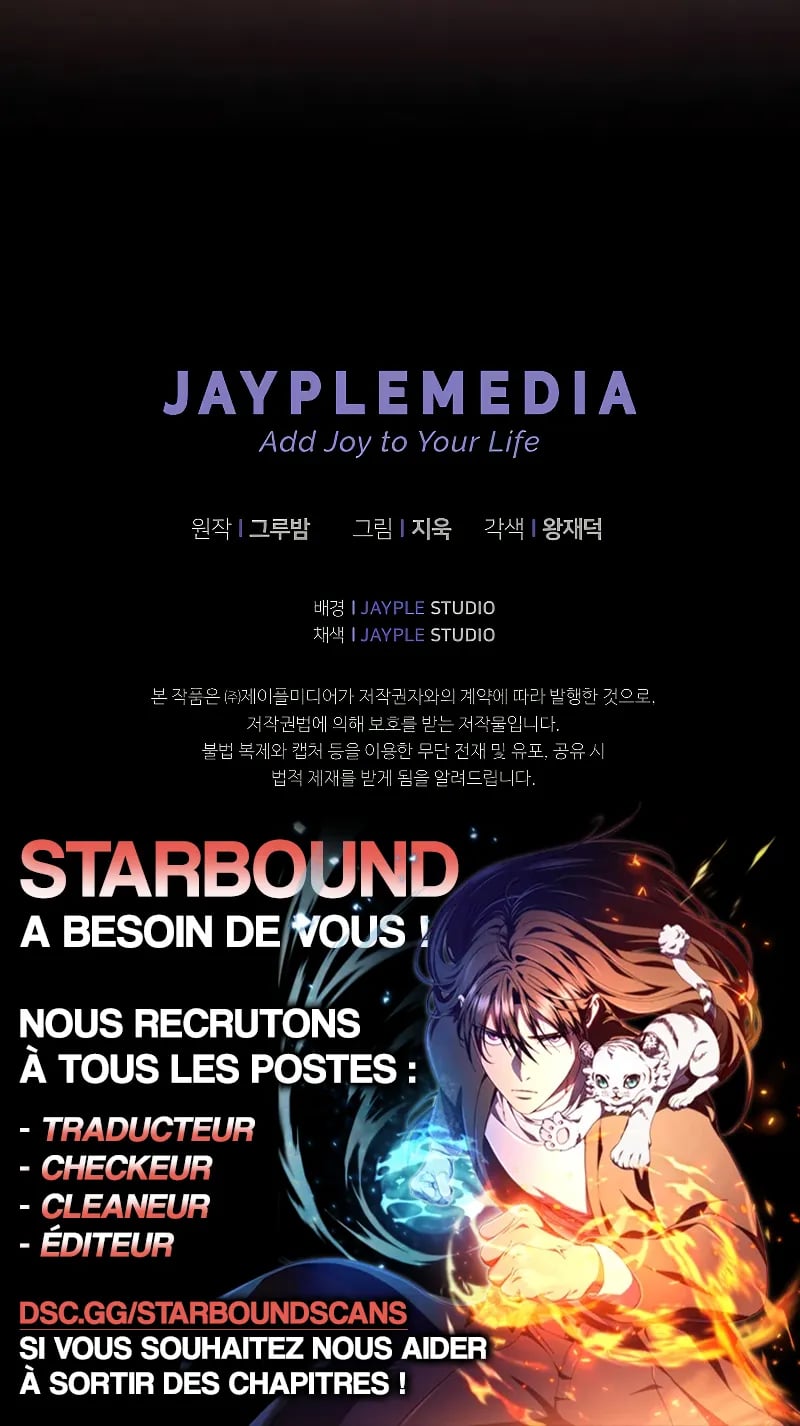 JAYPLEMEDIA
Add Joy to Your Life
원작 | 그루밤 그림 | 지욱 각색 | 왕재덕
배경 | JAYPLE STUDIO
채색 | JAYPLE STUDIO
본 작품은 ㈜제이플미디어가 저작권자와의 계약에 따라 발행한 것으로,
저작권법에 의해 보호를 받는 저작물입니다.
불법 복제와 캡처 등을 이용한 무단 전재 및 유포, 공유 시
법적 제재를 받게 됨을 알려드립니다.
STARBOUND
A BESOIN DE VOUS !
NOUS RECRUTONS
À TOUS LES POSTES :
- TRADUCTEUR
- CHECKEUR
- CLEANEUR
- ÉDITEUR
DSC.GG/STARBOUNDSCANS
SI VOUS SOUHAITEZ NOUS AIDER
À SORTIR DES CHAPITRES !